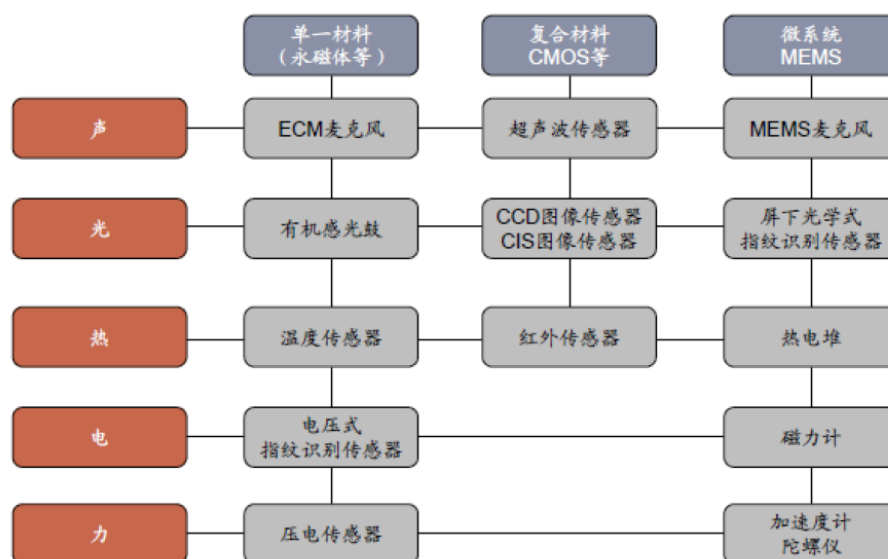 单一材料
（永磁体等）
复合材料
CMOS等
微系统
MEMS
声
ECM麦克风
超声波传感器
MEMS麦克风
光
有机感光鼓
CCD图像传感器
CIS图像传感器
屏下光学式
指纹识别传感器
热
温度传感器
红外传感器
热电堆
电
电压式
指纹识别传感器
磁力计
力
压电传感器
加速度计
陀螺仪